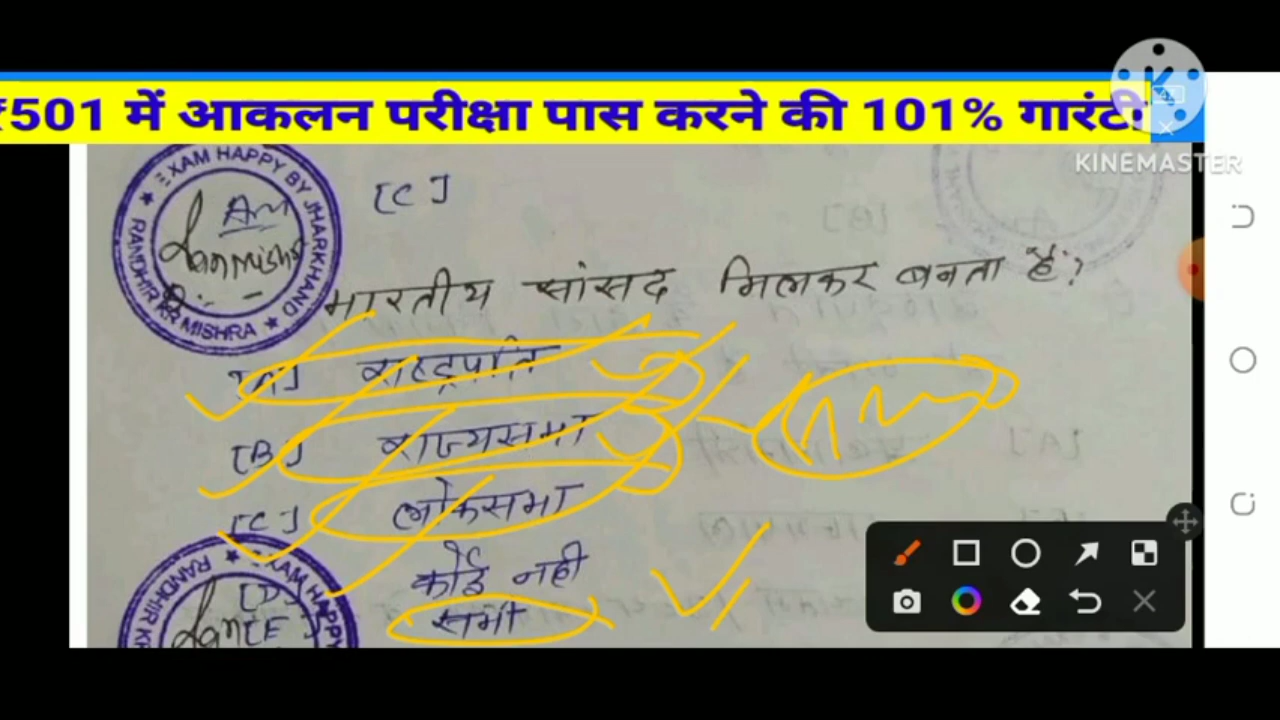 ₹501 में आकलन परीक्षा पास करने की 101% गारंटी
KINEMASTER
EXAM HAPPY BY JHARKHAND
RANDHIR KR MISHRA
[C]
भारतीय सांसद मिलकर बनता है?
[A] राष्ट्रपति
[B] राज्यसभा
[C] लोकसभा
[D] कोई नही
[E] सभी